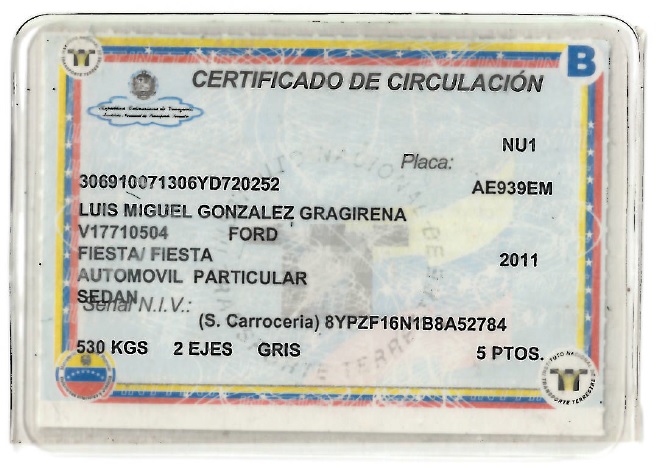 CERTIFICADO DE CIRCULACIÓN
B
República Bolivariana de Venezuela
Instituto Nacional de Transporte Terrestre
NU1
Placa:
306910071306YD720252 AE939EM
LUIS MIGUEL GONZALEZ GRAGIRENA
V17710504 FORD
FIESTA/ FIESTA 2011
AUTOMOVIL PARTICULAR
SEDAN
Serial N.I.V.:
(S. Carroceria) 8YPZF16N1B8A52784
530 KGS 2 EJES GRIS 5 PTOS.
INSTITUTO NACIONAL DE TRANSPORTE TERRESTRE